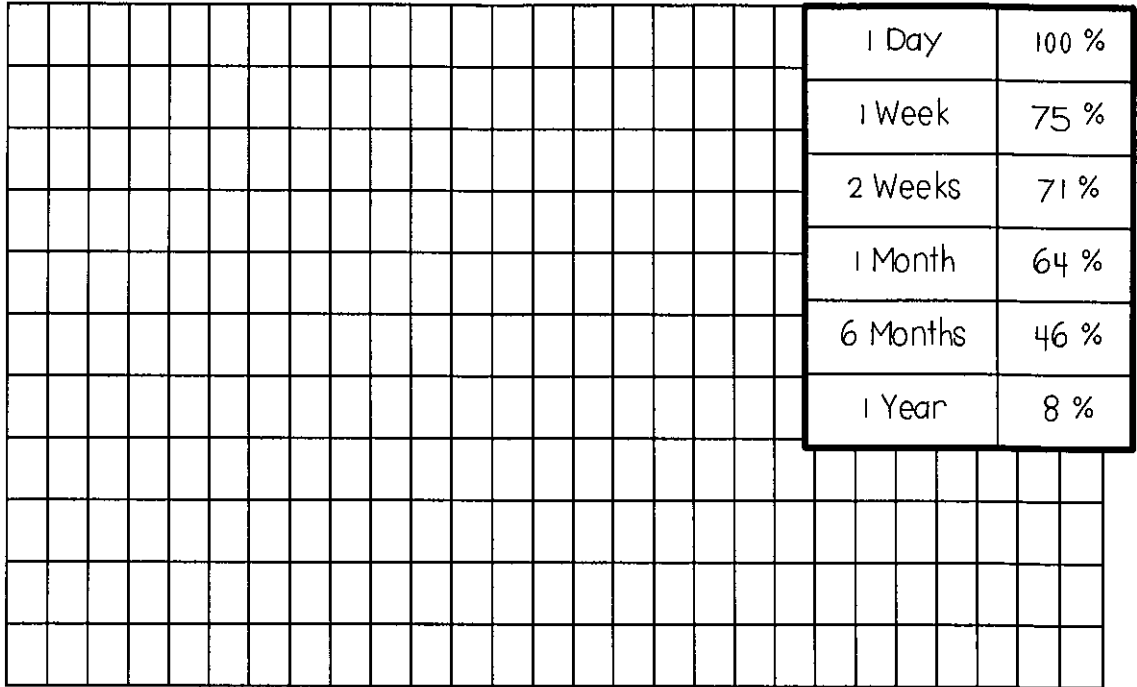 1 Day 100 %
1 Week 75 %
2 Weeks 71 %
1 Month 64 %
6 Months 46 %
1 Year 8 %